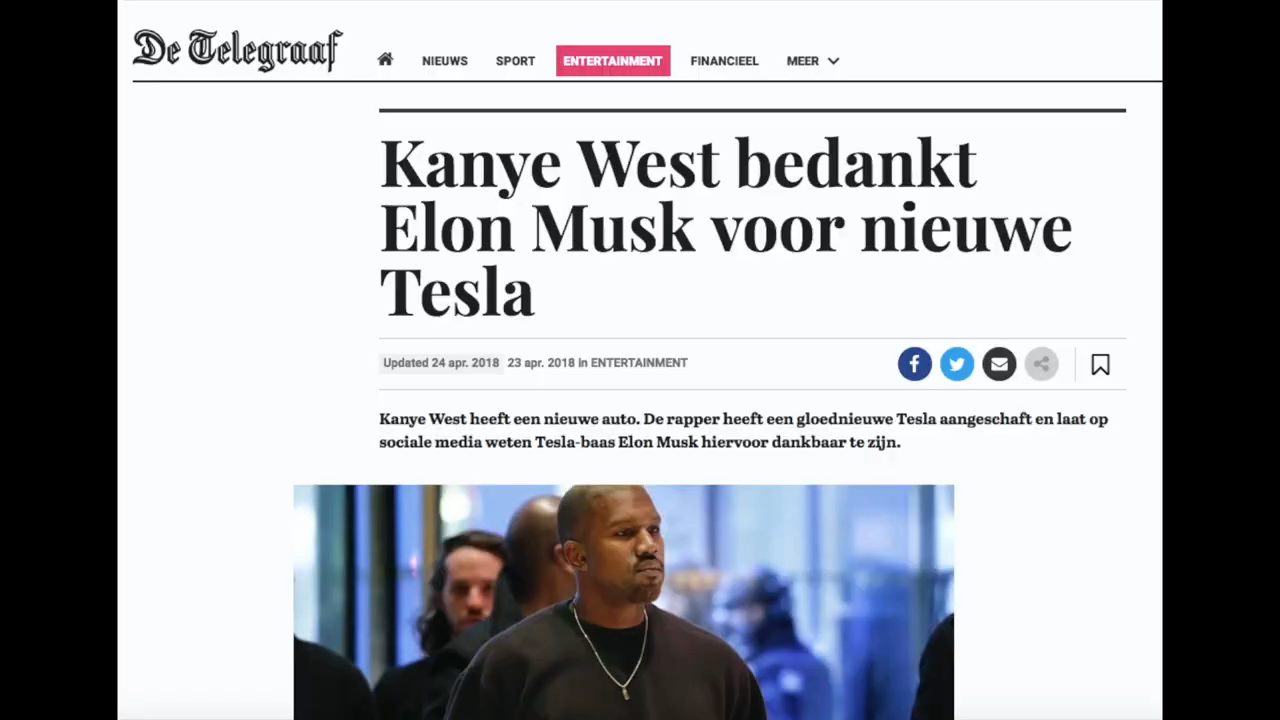 De Telegraaf
NIEUWS SPORT ENTERTAINMENT FINANCIEEL MEER
Kanye West bedankt
Elon Musk voor nieuwe
Tesla
Updated 24 apr. 2018 23 apr. 2018 in ENTERTAINMENT
Kanye West heeft een nieuwe auto. De rapper heeft een gloednieuwe Tesla aangeschaft en laat op
sociale media weten Tesla-baas Elon Musk hiervoor dankbaar te zijn.